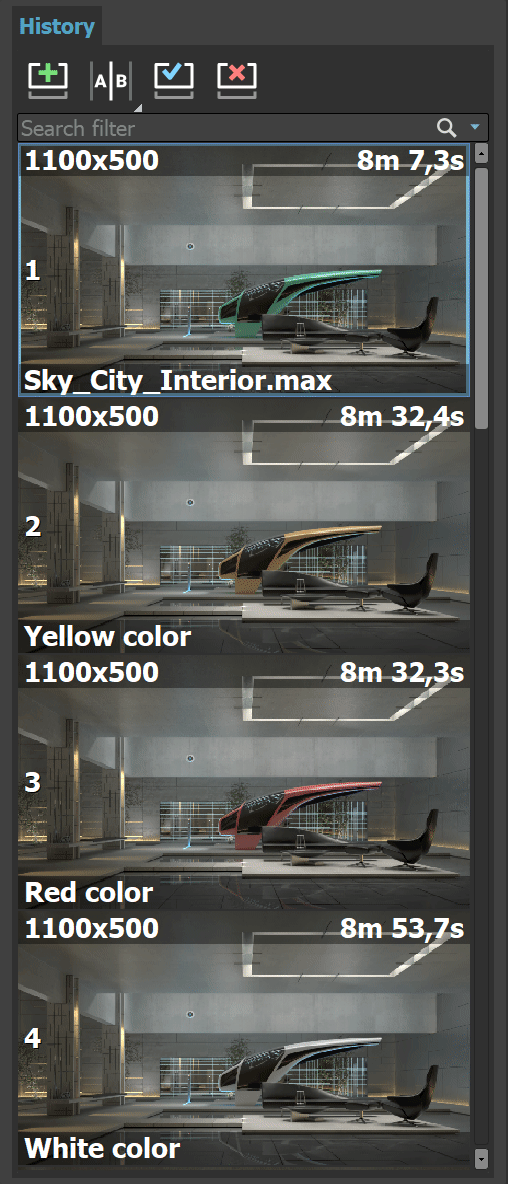 History
A B
Search filter
1100x500 8m 7,3s
1
Sky_City_Interior.max
1100x500 8m 32,4s
2
Yellow color
1100x500 8m 32,3s
3
Red color
1100x500 8m 53,7s
4
White color